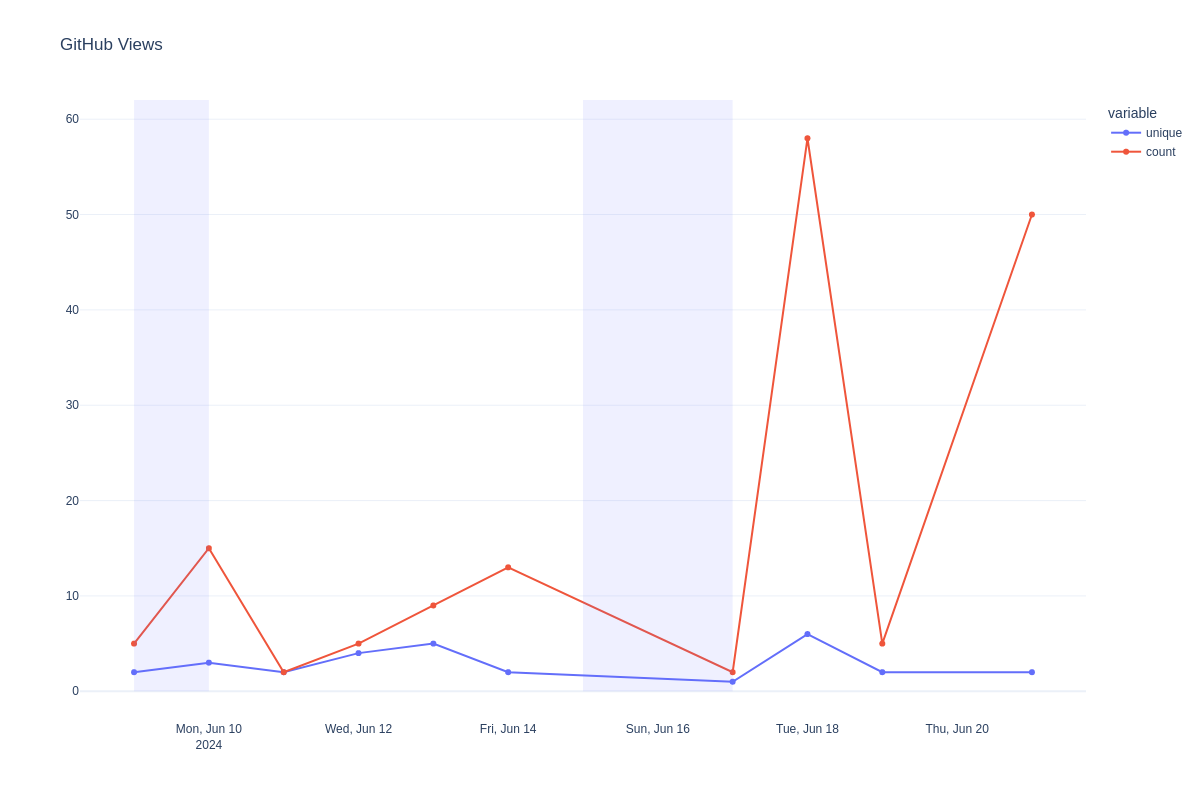 GitHub Views
variable
unique
count
60
50
40
30
20
10
0
Mon, Jun 10
2024
Wed, Jun 12
Fri, Jun 14
Sun, Jun 16
Tue, Jun 18
Thu, Jun 20